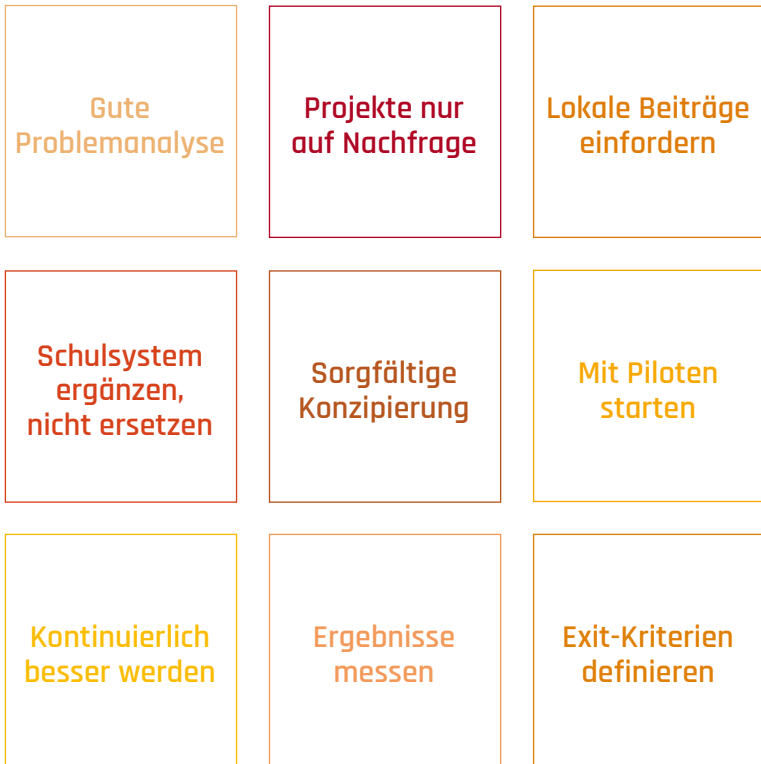 Gute
Problemanalyse
Projekte nur
auf Nachfrage
Lokale Beiträge
einfordern
Schulsystem
ergänzen,
nicht ersetzen
Sorgfältige
Konzipierung
Mit Piloten
starten
Kontinuierlich
besser werden
Ergebnisse
messen
Exit-Kriterien
definieren